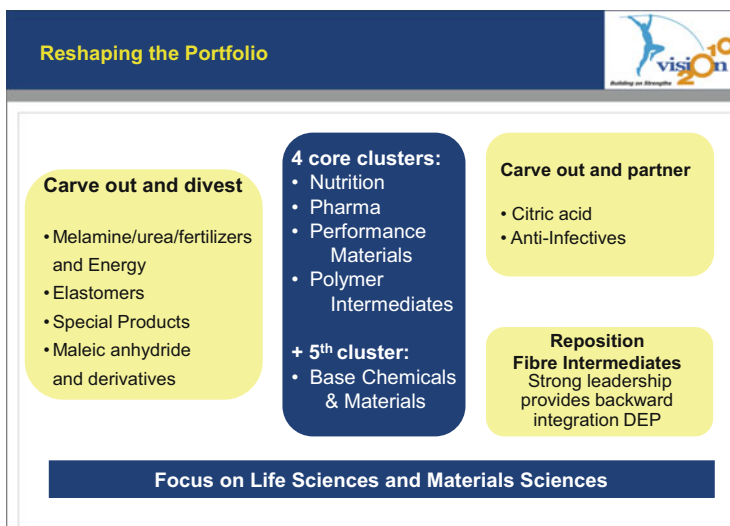 Reshaping the Portfolio
visiOn
2010
Building on Strengths
Carve out and divest
• Melamine/urea/fertilizers
and Energy
• Elastomers
• Special Products
• Maleic anhydride
and derivatives
4 core clusters:
• Nutrition
• Pharma
• Performance
Materials
• Polymer
Intermediates
+ 5th cluster:
• Base Chemicals
& Materials
Carve out and partner
• Citric acid
• Anti-Infectives
Reposition
Fibre Intermediates
Strong leadership
provides backward
integration DEP
Focus on Life Sciences and Materials Sciences